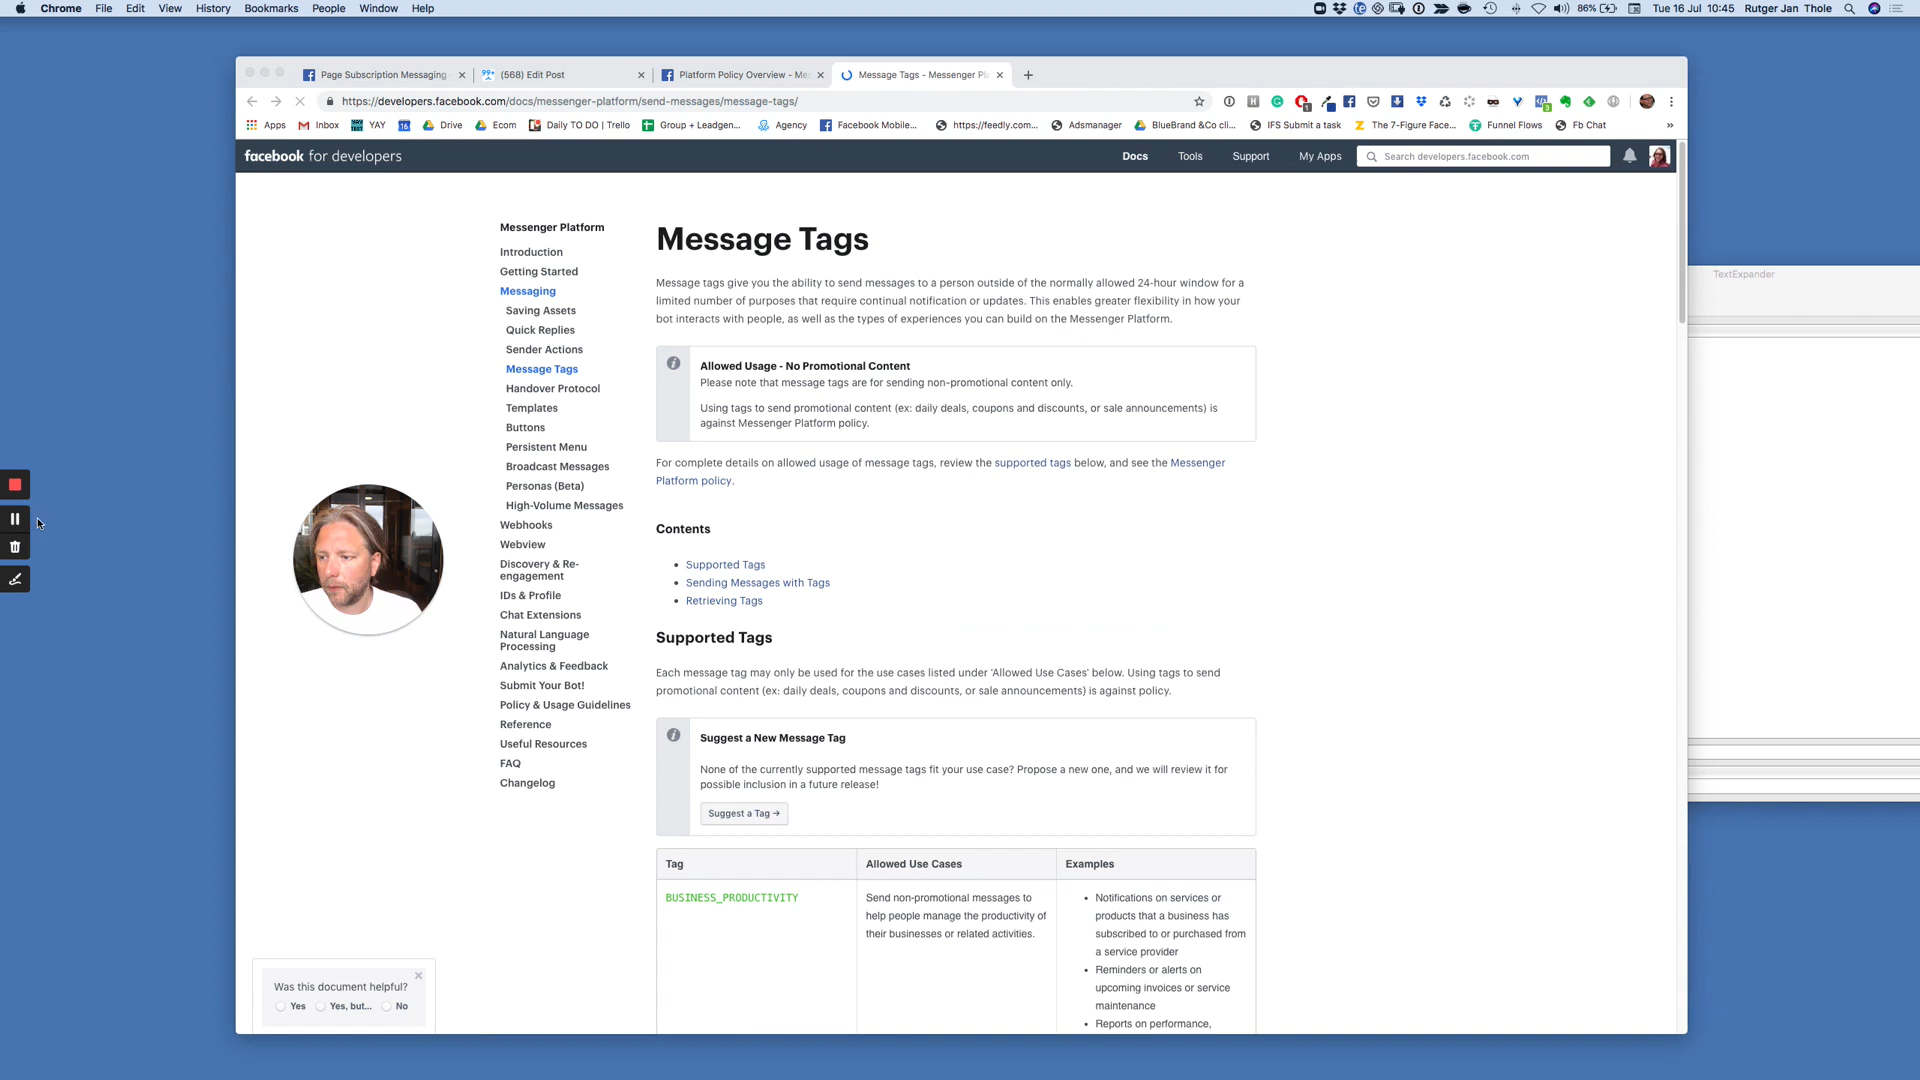 Chrome File Edit View History Bookmarks People Window Help
86% Tue 16 Jul 10:45 Rutger Jan Thole
Page Subscription Messaging
(568) Edit Post
Platform Policy Overview - Me
Message Tags - Messenger Pl
https://developers.facebook.com/docs/messenger-platform/send-messages/message-tags/
Apps Inbox YAY Drive Ecom Daily TO DO | Trello Group + Leadgen... Agency Facebook Mobile... https://feedly.com... Adsmanager BlueBrand &Co cli... IFS Submit a task The 7-Figure Face... Funnel Flows Fb Chat »
facebook for developers
Docs Tools Support My Apps Search developers.facebook.com
TextExpander
Messenger Platform
Introduction
Getting Started
Messaging
Saving Assets
Quick Replies
Sender Actions
Message Tags
Handover Protocol
Templates
Buttons
Persistent Menu
Broadcast Messages
Personas (Beta)
High-Volume Messages
Webhooks
Webview
Discovery & Re-
engagement
IDs & Profile
Chat Extensions
Natural Language
Processing
Analytics & Feedback
Submit Your Bot!
Policy & Usage Guidelines
Reference
Useful Resources
FAQ
Changelog
Message Tags
Message tags give you the ability to send messages to a person outside of the normally allowed 24-hour window for a
limited number of purposes that require continual notification or updates. This enables greater flexibility in how your
bot interacts with people, as well as the types of experiences you can build on the Messenger Platform.
Allowed Usage - No Promotional Content
Please note that message tags are for sending non-promotional content only.
Using tags to send promotional content (ex: daily deals, coupons and discounts, or sale announcements) is
against Messenger Platform policy.
For complete details on allowed usage of message tags, review the supported tags below, and see the Messenger
Platform policy.
Contents
• Supported Tags
• Sending Messages with Tags
• Retrieving Tags
Supported Tags
Each message tag may only be used for the use cases listed under 'Allowed Use Cases' below. Using tags to send
promotional content (ex: daily deals, coupons and discounts, or sale announcements) is against policy.
Suggest a New Message Tag
None of the currently supported message tags fit your use case? Propose a new one, and we will review it for
possible inclusion in a future release!
Suggest a Tag →
Tag Allowed Use Cases Examples
BUSINESS_PRODUCTIVITY
Send non-promotional messages to
help people manage the productivity of
their businesses or related activities.
• Notifications on services or
products that a business has
subscribed to or purchased from
a service provider
• Reminders or alerts on
upcoming invoices or service
maintenance
• Reports on performance,
Was this document helpful?
Yes Yes, but... No